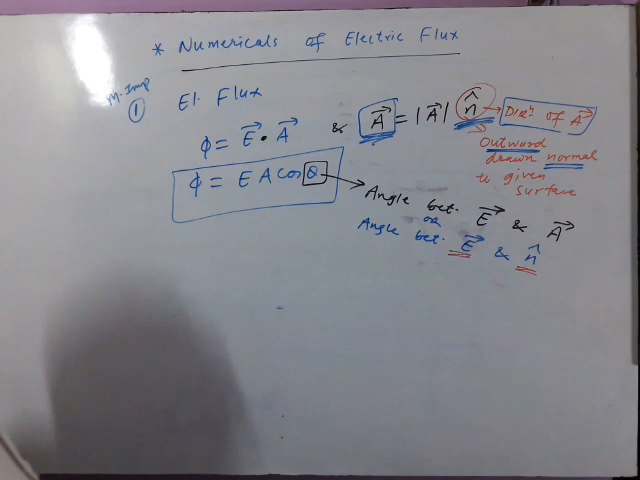 * Numericals of Electric Flux
M. Imp
① El. Flux
ϕ = E⃗ • A⃗ & A⃗ = |A⃗| n̂ → Dirⁿ of A⃗
→ Outward
drawn normal
to given
surface
ϕ = E A cos θ → Angle bet. E⃗ & A⃗
or
Angle bet. E⃗ & n̂